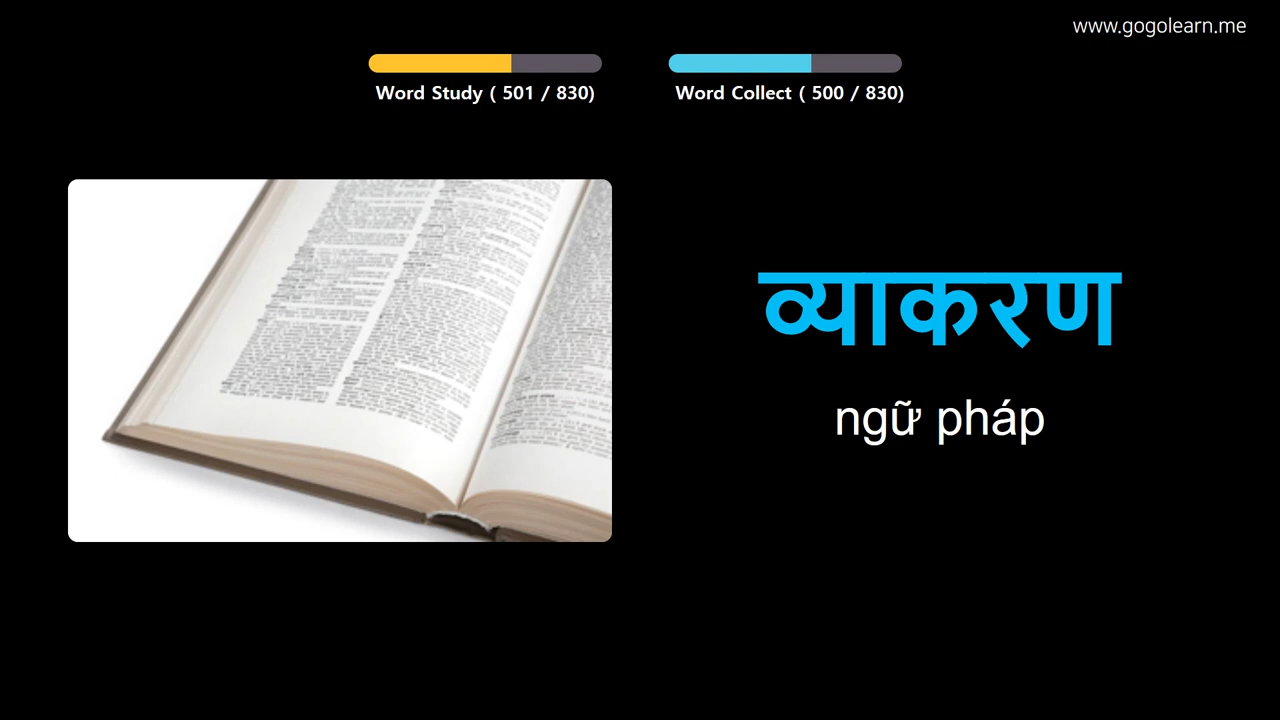 www.gogolearn.me
Word Study ( 501 / 830)
Word Collect ( 500 / 830)
व्याकरण
ngữ pháp